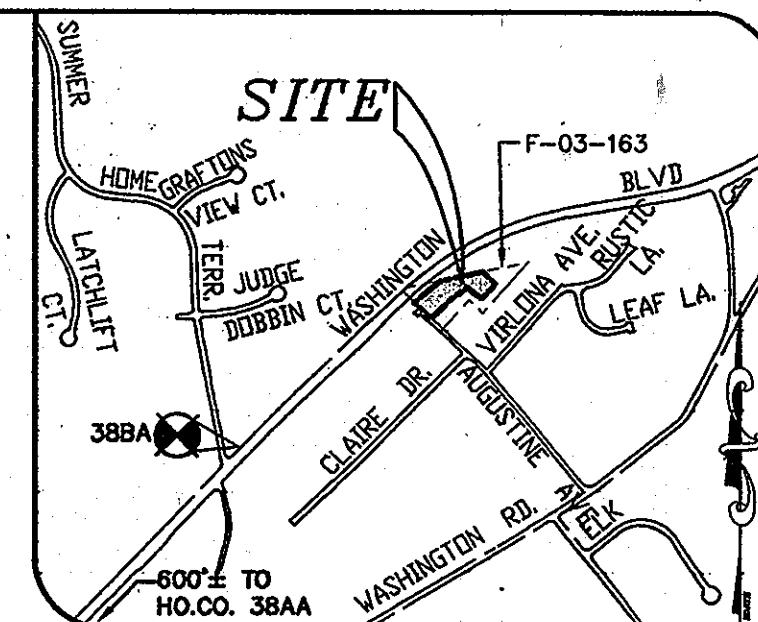 SUMMER
SITE
F-03-163
HOME
GRAFTONS
VIEW CT.
BLVD
TERR.
JUDGE
DOBBIN CT.
WASHINGTON
LATCHLIFT
CT.
VIRLONA AVE.
RUSTIC
LA.
LEAF LA.
38BA
CLAIRE DR.
AUGUSTINE
AVE
ELK
WASHINGTON RD.
600'± TO
HO.CO. 38AA